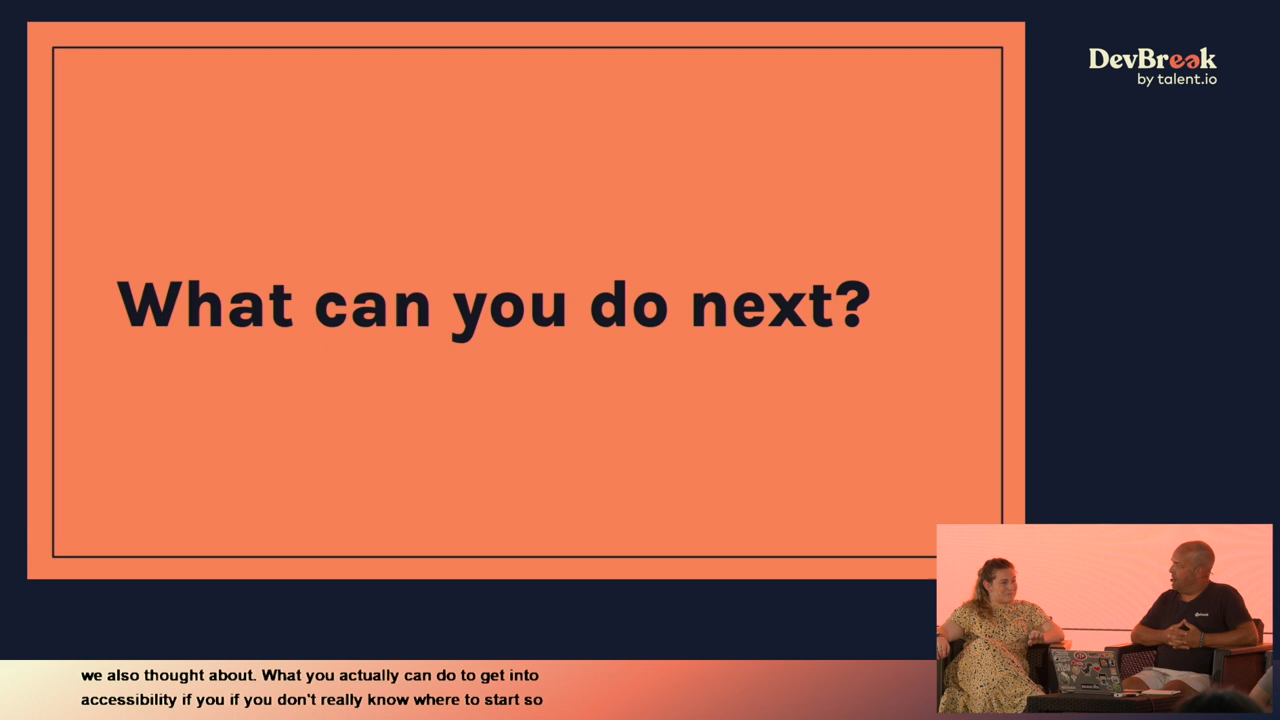 DevBreak
by talent.io
What can you do next?
we also thought about. What you actually can do to get into
accessibility if you if you don't really know where to start so